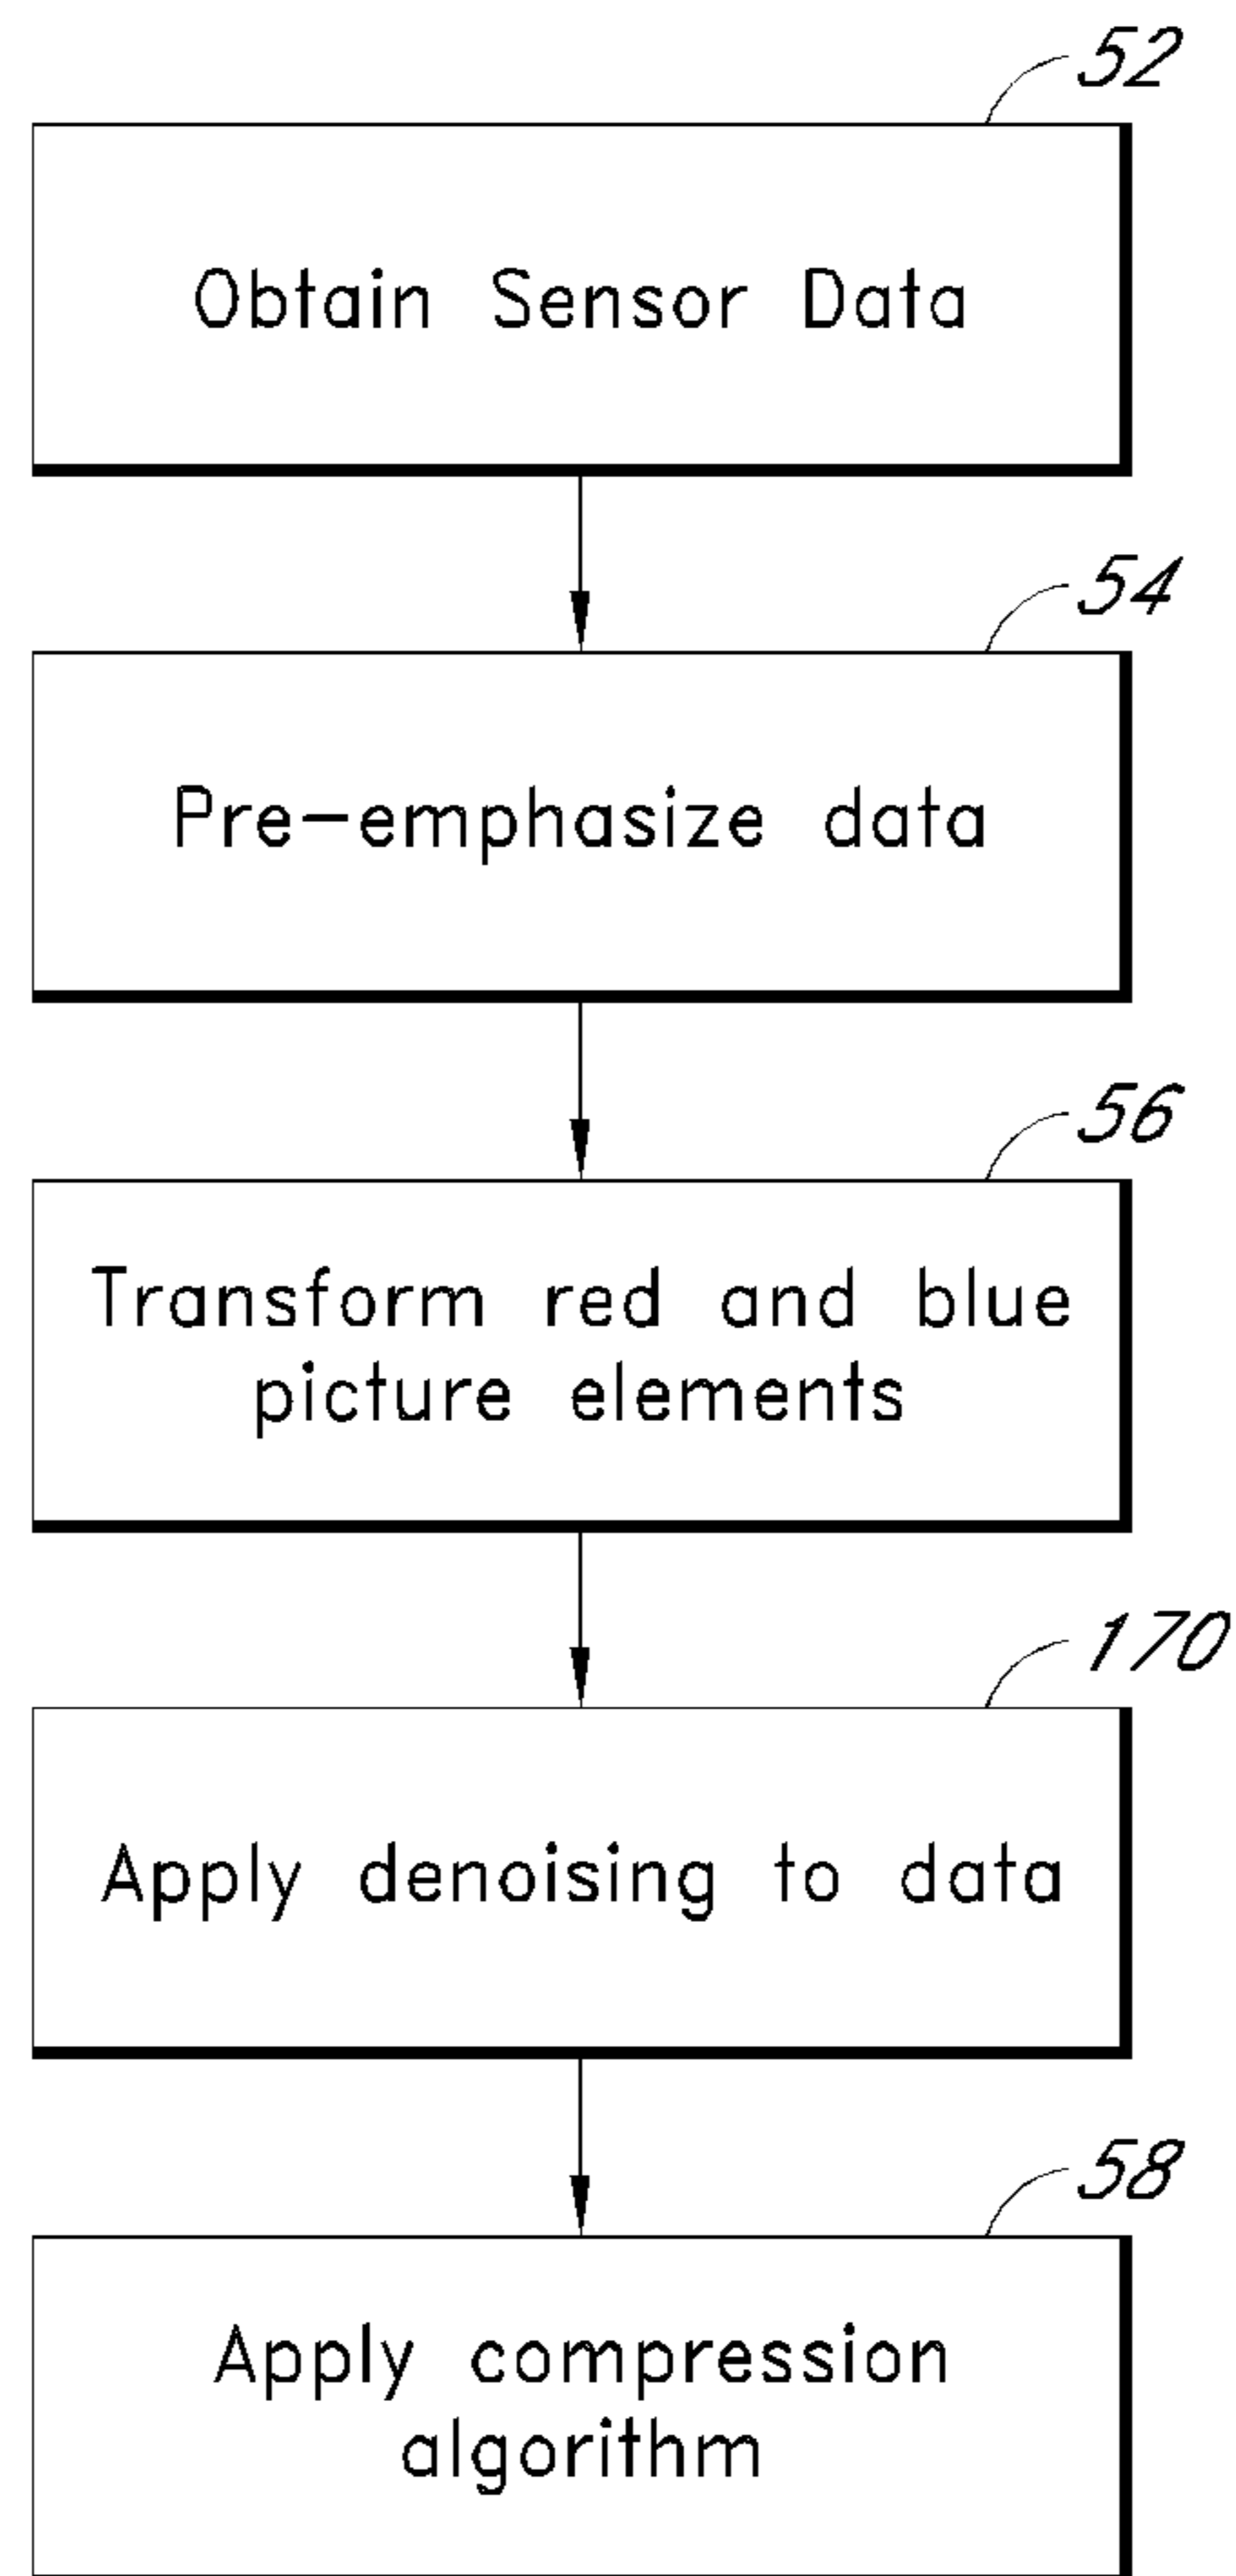 52
Obtain Sensor Data
54
Pre-emphasize data
56
Transform red and blue
picture elements
170
Apply denoising to data
58
Apply compression
algorithm